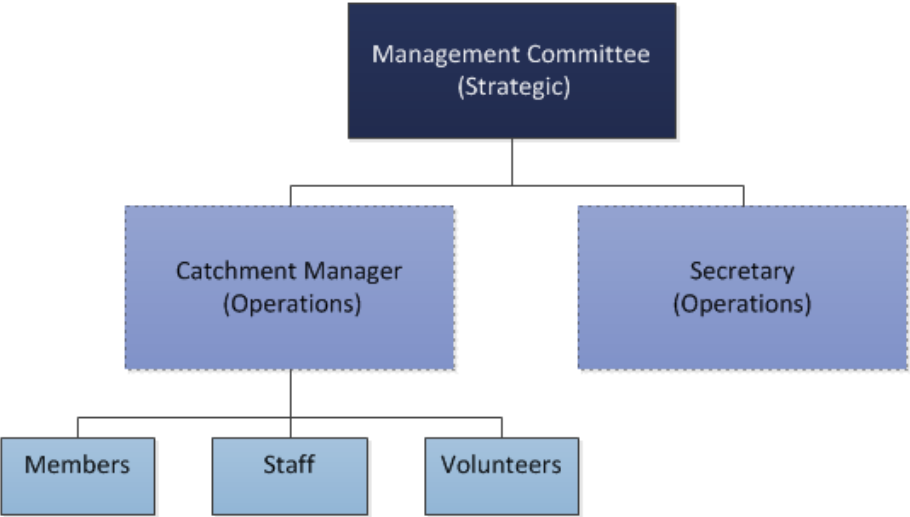 Management Committee
(Strategic)
Catchment Manager
(Operations)
Secretary
(Operations)
Members
Staff
Volunteers